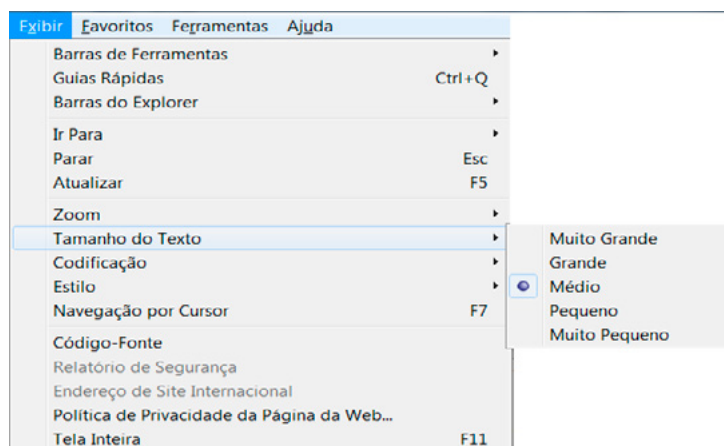 Exibir Favoritos Ferramentas Ajuda
Barras de Ferramentas
Guias Rápidas Ctrl+Q
Barras do Explorer
Ir Para
Parar Esc
Atualizar F5
Zoom
Tamanho do Texto
Muito Grande
Grande
Médio
Pequeno
Muito Pequeno
Codificação
Estilo
Navegação por Cursor F7
Código-Fonte
Relatório de Segurança
Endereço de Site Internacional
Política de Privacidade da Página da Web...
Tela Inteira F11